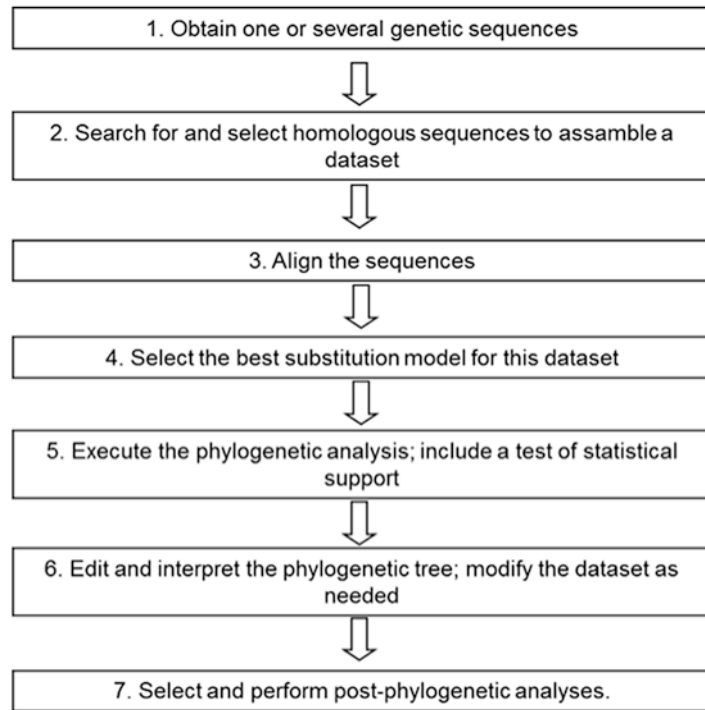 1. Obtain one or several genetic sequences
2. Search for and select homologous sequences to assamble a
dataset
3. Align the sequences
4. Select the best substitution model for this dataset
5. Execute the phylogenetic analysis; include a test of statistical
support
6. Edit and interpret the phylogenetic tree; modify the dataset as
needed
7. Select and perform post-phylogenetic analyses.